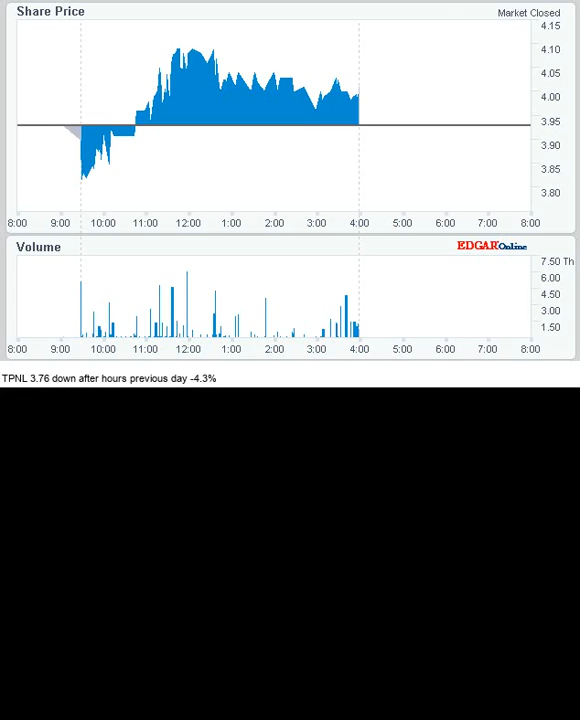 Share Price
Market Closed
4.15
4.10
4.05
4.00
3.95
3.90
3.85
3.80
8:00 9:00 10:00 11:00 12:00 1:00 2:00 3:00 4:00 5:00 6:00 7:00 8:00
Volume
EDGAR Online
7.50 Th
6.00
4.50
3.00
1.50
8:00 9:00 10:00 11:00 12:00 1:00 2:00 3:00 4:00 5:00 6:00 7:00 8:00
TPNL 3.76 down after hours previous day -4.3%